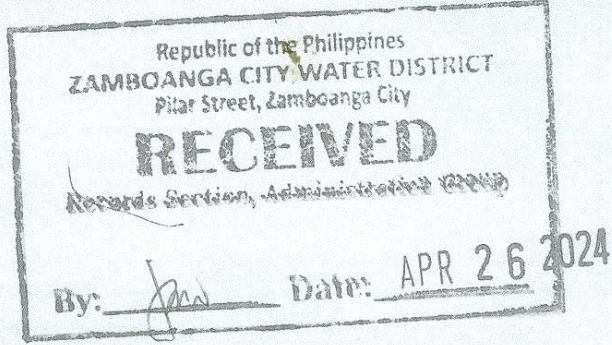 Republic of the Philippines
ZAMBOANGA CITY WATER DISTRICT
Pilar Street, Zamboanga City
RECEIVED
Records Section, Administrative Group
By: Date: APR 26 2024